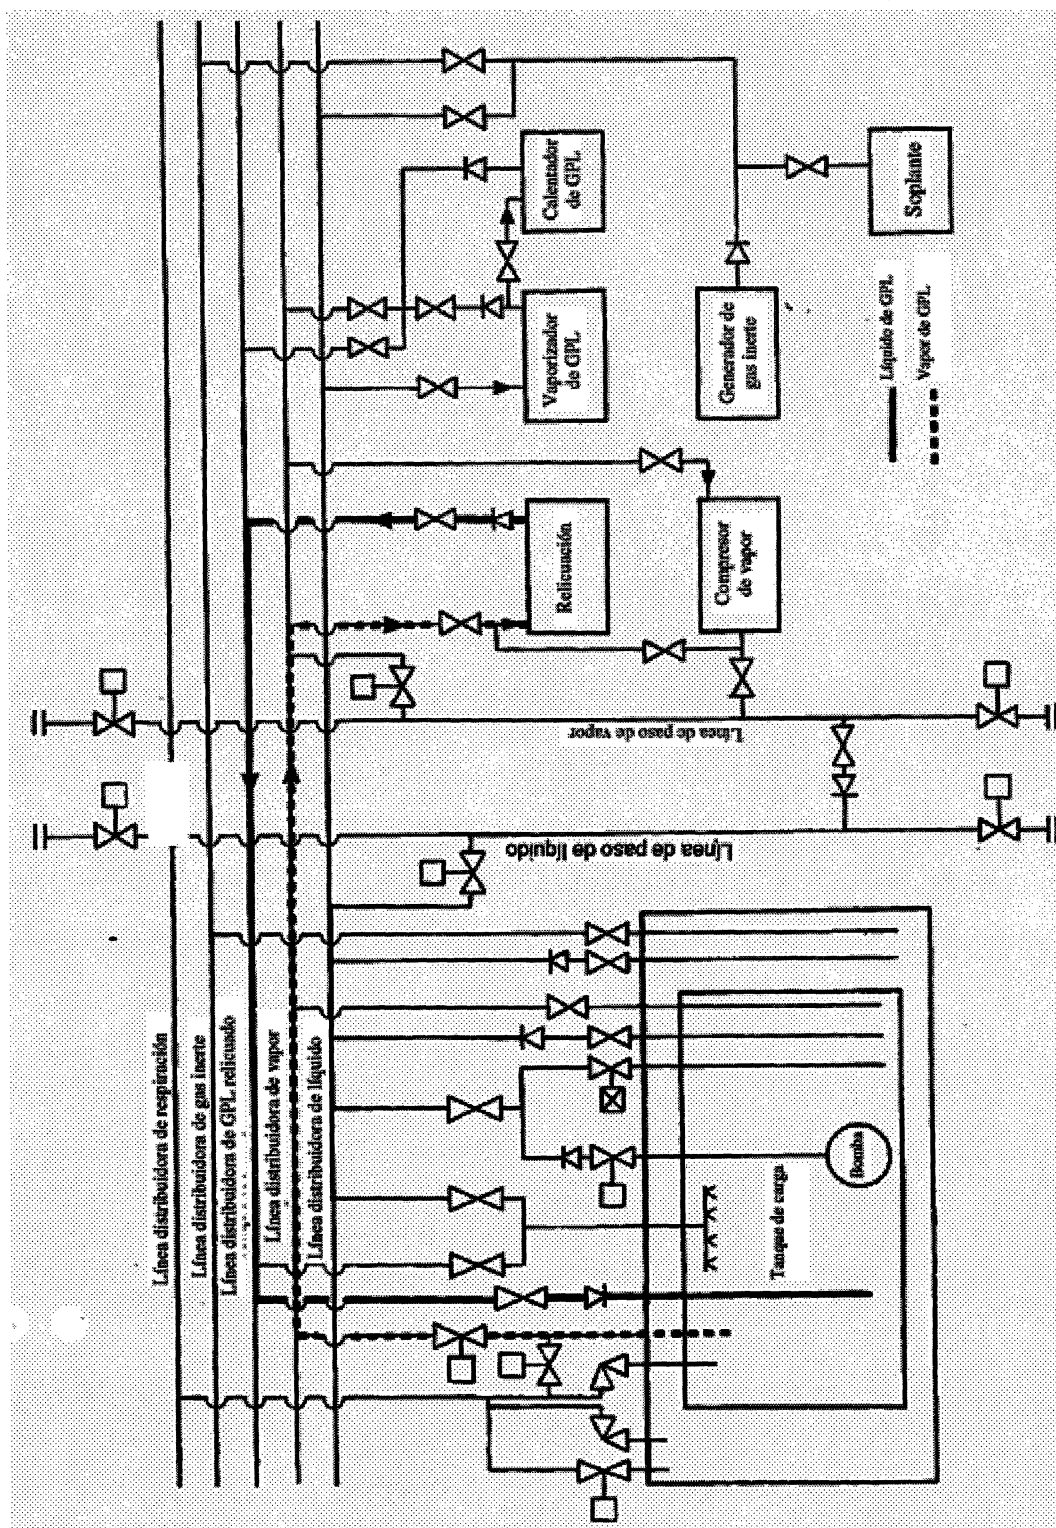 Línea distribuidora de respiración
Línea distribuidora de gas inerte
Línea distribuidora de GPL relicuado
Línea distribuidora de vapor
Línea distribuidora de líquido
Tanque de carga
Bomba
Línea de paso de líquido
Línea de paso de vapor
Relicuación
Compresor
de vapor
Vaporizador
de GPL
Calentador
de GPL
Generador de
gas inerte
Soplante
Líquido de GPL
Vapor de GPL